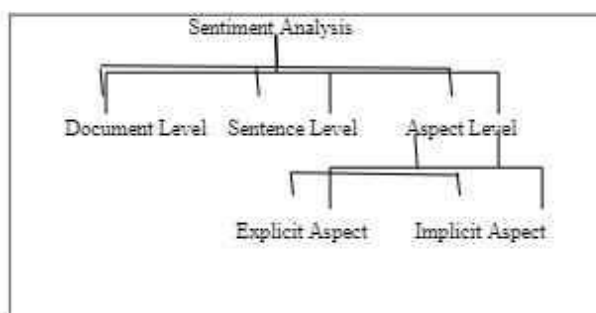 Sentiment Analysis
Document Level Sentence Level Aspect Level
Explicit Aspect Implicit Aspect